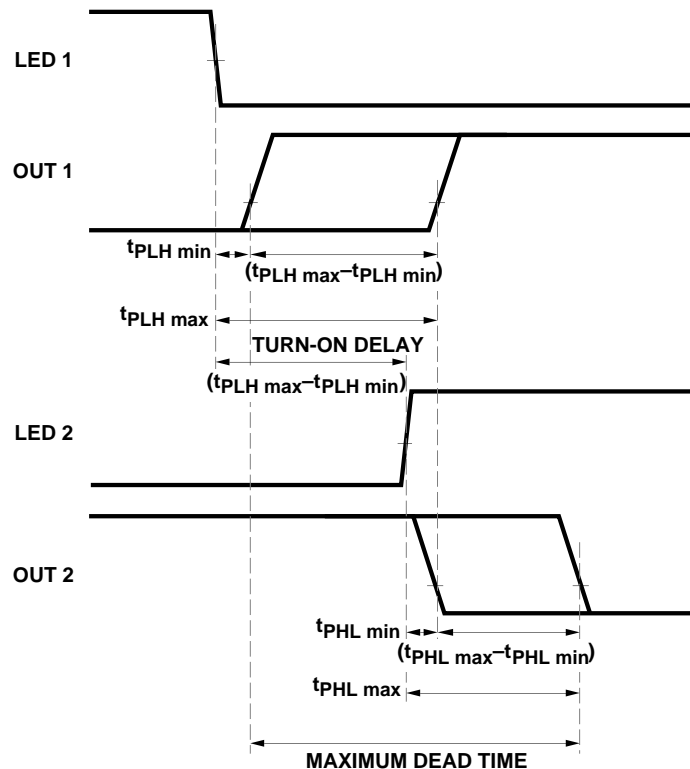 LED 1
OUT 1
tPLH min
(tPLH max–tPLH min)
tPLH max
TURN-ON DELAY
(tPLH max–tPLH min)
LED 2
OUT 2
tPHL min
(tPHL max–tPHL min)
tPHL max
MAXIMUM DEAD TIME